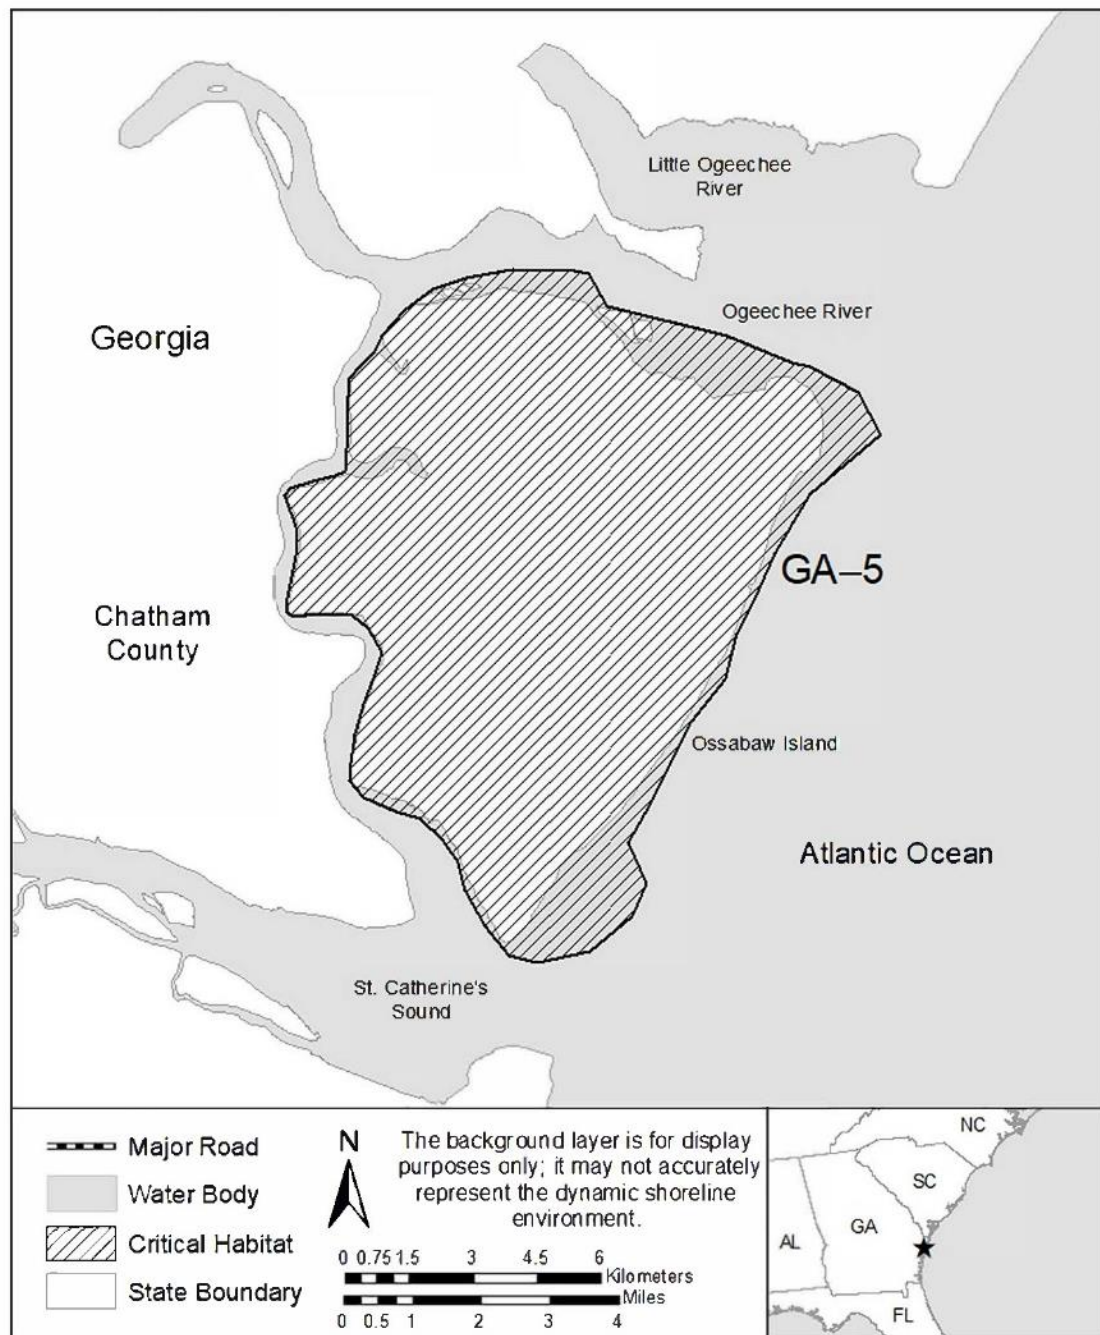 Little Ogeechee
River
Ogeechee River
Georgia
GA–5
Chatham
County
Ossabaw Island
Atlantic Ocean
St. Catherine's
Sound
Major Road
Water Body
Critical Habitat
State Boundary
N
The background layer is for display
purposes only; it may not accurately
represent the dynamic shoreline
environment.
0 0.75 1.5 3 4.5 6
Kilometers
Miles
0 0.5 1 2 3 4
NC
SC
GA
AL
FL